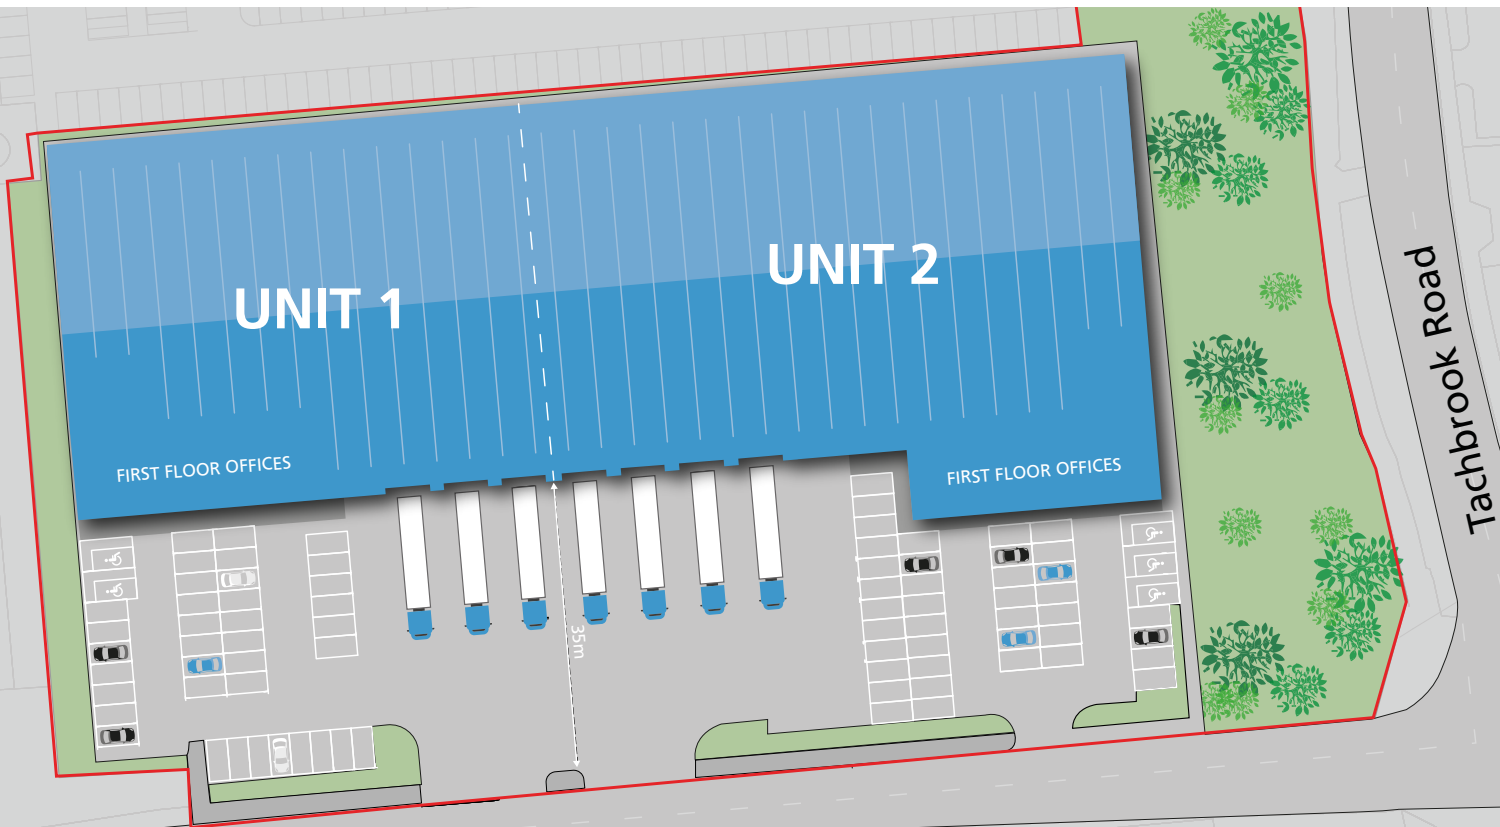 UNIT 1
UNIT 2
FIRST FLOOR OFFICES
FIRST FLOOR OFFICES
35m
Tachbrook Road